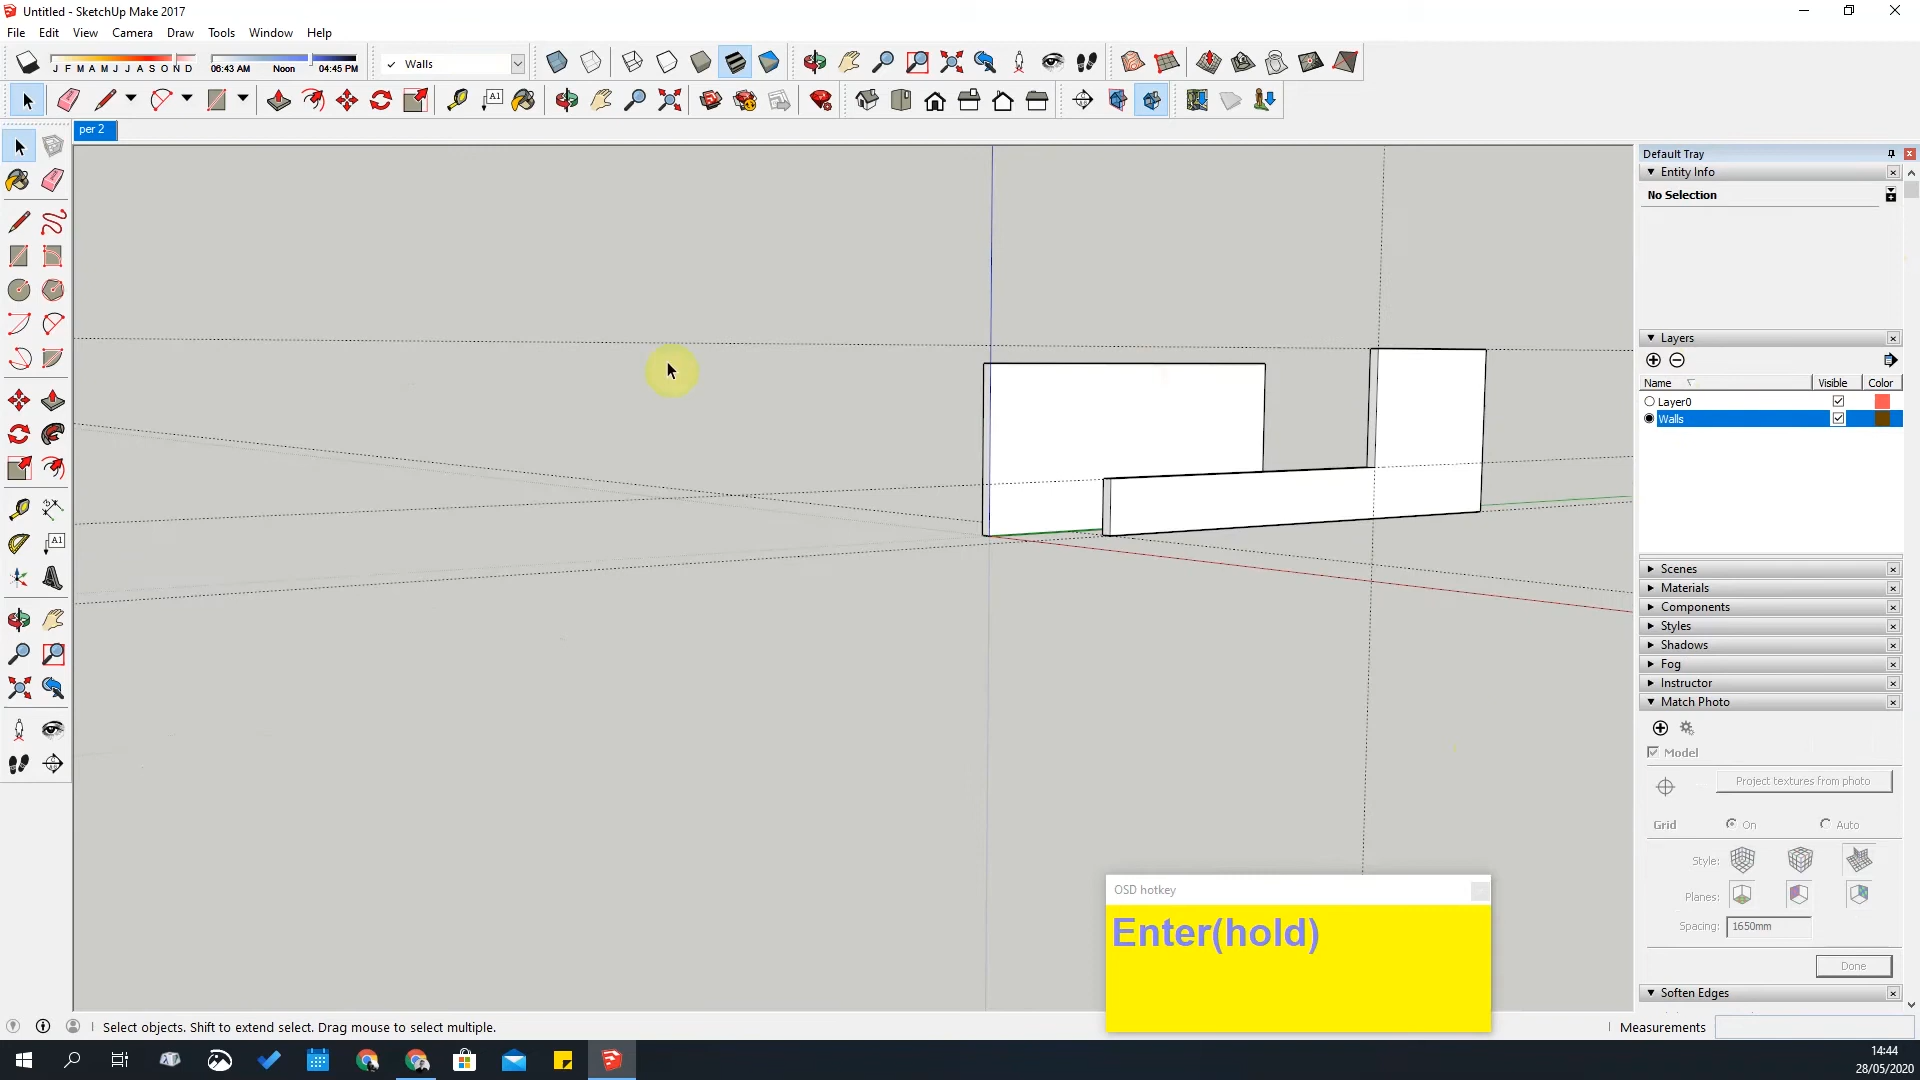 Untitled - SketchUp Make 2017
File Edit View Camera Draw Tools Window Help
J F M A M J J A S O N D
06:43 AM Noon 04:45 PM
✓ Walls
A1
per 2
Default Tray
Entity Info
No Selection
Layers
Name Visible Color
Layer0
Walls
A1
Scenes
Materials
Components
Styles
Shadows
Fog
Instructor
Match Photo
Model
Project textures from photo
Grid On Auto
Style:
Planes:
Spacing: 1650mm
Done
Soften Edges
OSD hotkey
Enter(hold)
Select objects. Shift to extend select. Drag mouse to select multiple.
Measurements
14:44
28/05/2020